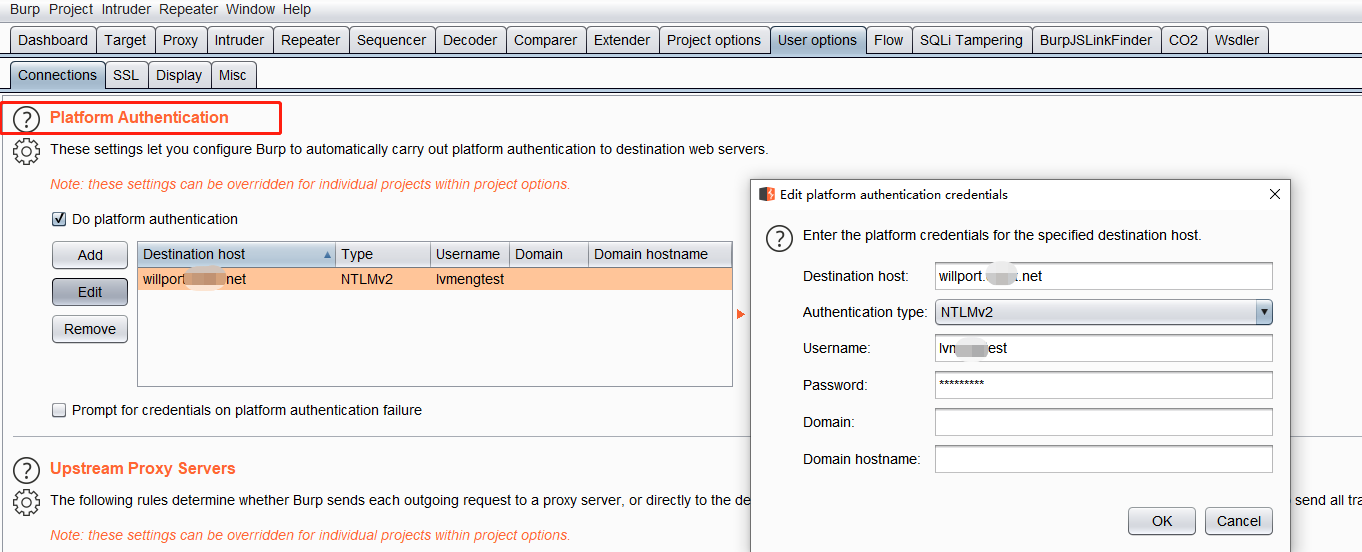 Burp Project Intruder Repeater Window Help
Dashboard Target Proxy Intruder Repeater Sequencer Decoder Comparer Extender Project options User options Flow SQLi Tampering BurpJSLinkFinder CO2 Wsdler
Connections SSL Display Misc
? Platform Authentication
These settings let you configure Burp to automatically carry out platform authentication to destination web servers.
Note: these settings can be overridden for individual projects within project options.
Do platform authentication
Add
Edit
Remove
Destination host Type Username Domain Domain hostname
willport net NTLMv2 lvmengtest
Prompt for credentials on platform authentication failure
? Upstream Proxy Servers
The following rules determine whether Burp sends each outgoing request to a proxy server, or directly to the de
send all tra
Note: these settings can be overridden for individual projects within project options.
Edit platform authentication credentials
? Enter the platform credentials for the specified destination host.
Destination host: willport. .net
Authentication type: NTLMv2
Username: lvm est
Password: *********
Domain:
Domain hostname:
OK Cancel